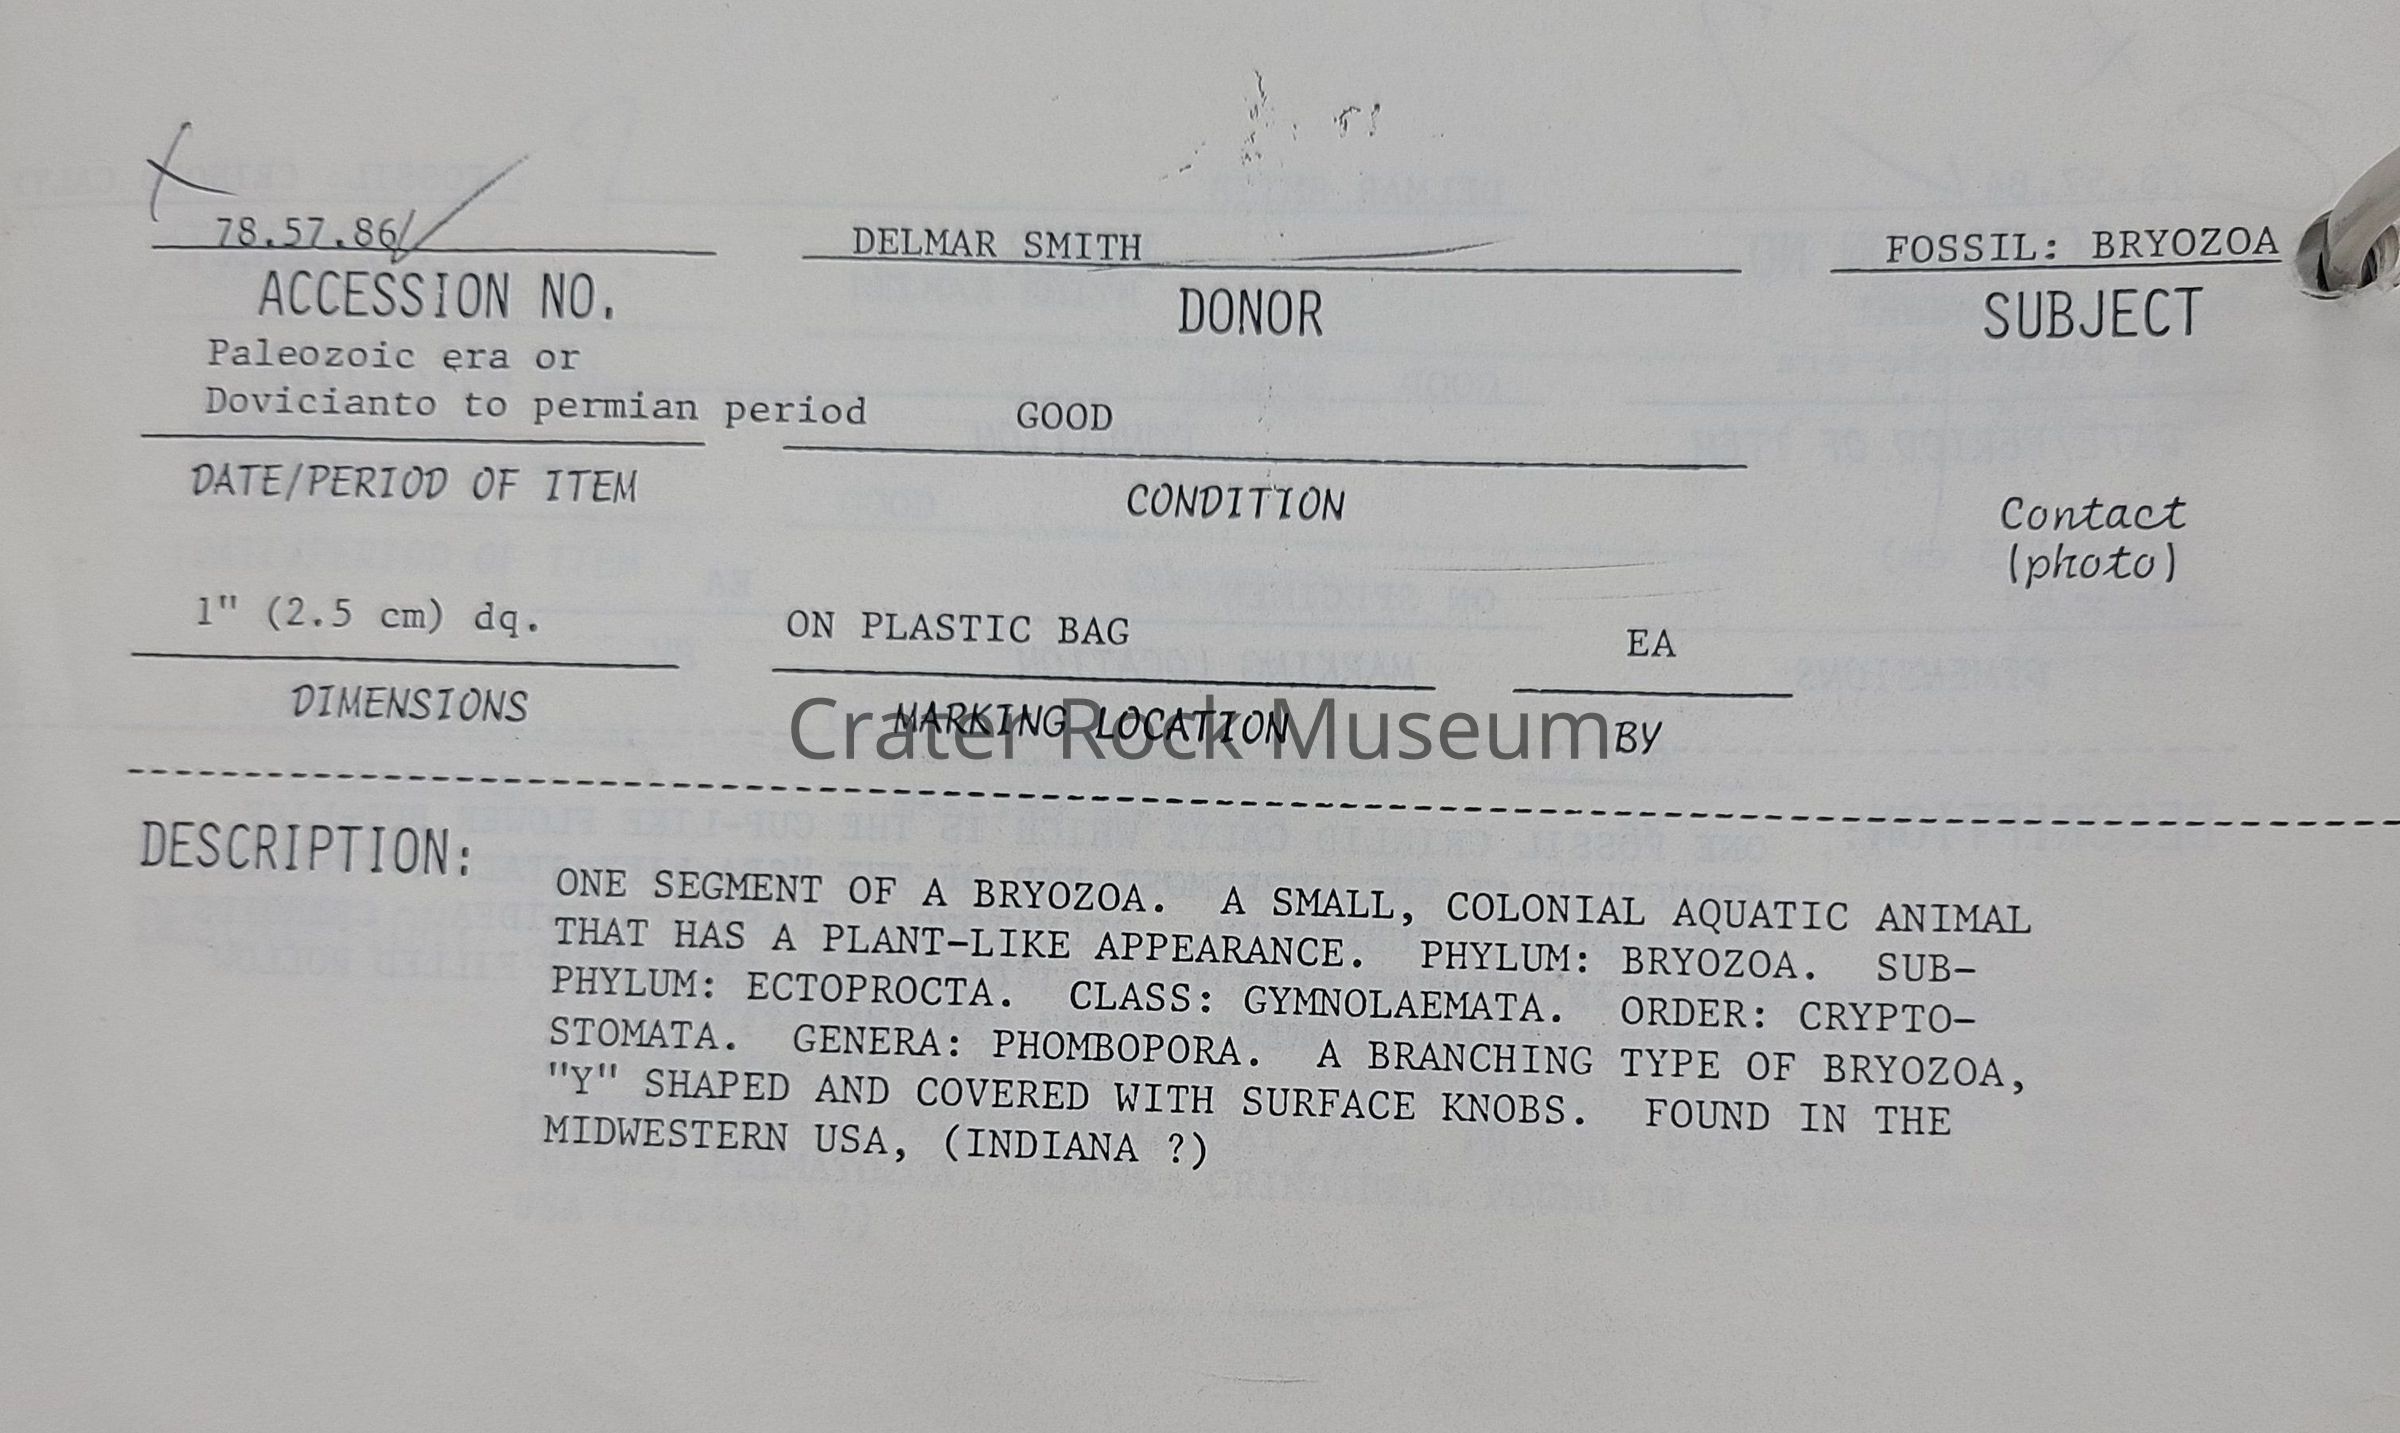 78.57.86
DELMAR SMITH
FOSSIL: BRYOZOA
ACCESSION NO.
DONOR
SUBJECT
Paleozoic era or
Dovicianto to permian period
GOOD
DATE/PERIOD OF ITEM
CONDITION
Contact
(photo)
1" (2.5 cm) dq.
ON PLASTIC BAG
EA
DIMENSIONS
MARKING LOCATION
BY
Crater Rock Museum
DESCRIPTION:
ONE SEGMENT OF A BRYOZOA. A SMALL, COLONIAL AQUATIC ANIMAL
THAT HAS A PLANT-LIKE APPEARANCE. PHYLUM: BRYOZOA. SUB-
PHYLUM: ECTOPROCTA. CLASS: GYMNOLAEMATA. ORDER: CRYPTO-
STOMATA. GENERA: PHOMBOPORA. A BRANCHING TYPE OF BRYOZOA,
"Y" SHAPED AND COVERED WITH SURFACE KNOBS. FOUND IN THE
MIDWESTERN USA, (INDIANA ?)